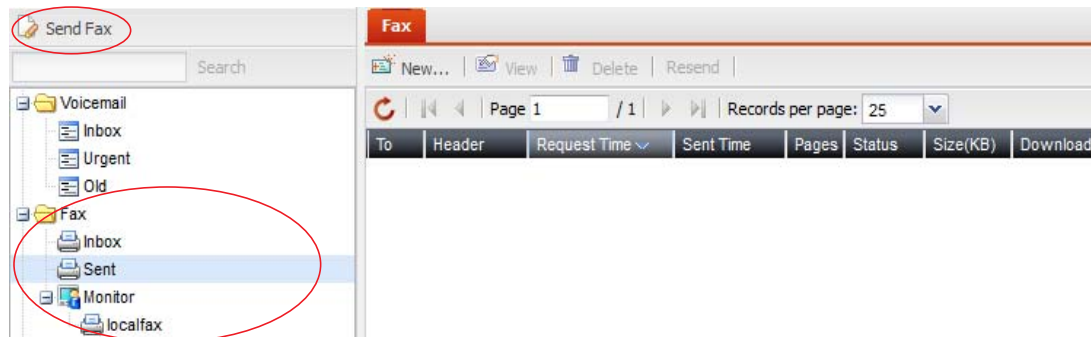 Send Fax
Search
Voicemail
Inbox
Urgent
Old
Fax
Inbox
Sent
Monitor
localfax
Fax
New... View Delete Resend
Page 1 / 1 Records per page: 25
To Header Request Time Sent Time Pages Status Size(KB) Download